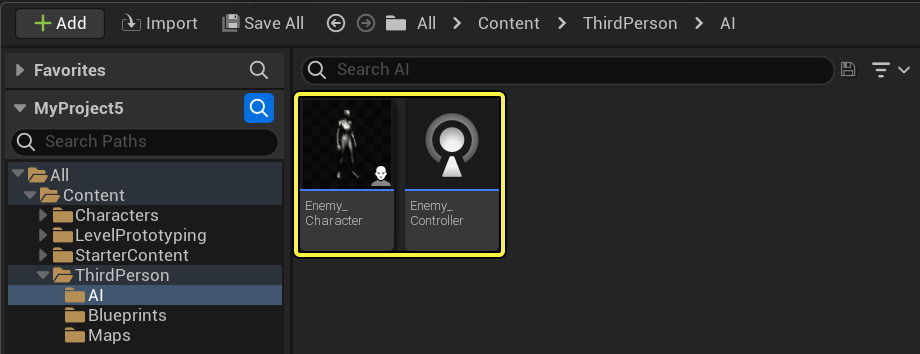 Add Import Save All All Content ThirdPerson AI
Favorites
Search AI
MyProject5
Search Paths
All
Content
Characters
LevelPrototyping
StarterContent
ThirdPerson
AI
Blueprints
Maps
Enemy_
Character
Enemy_
Controller